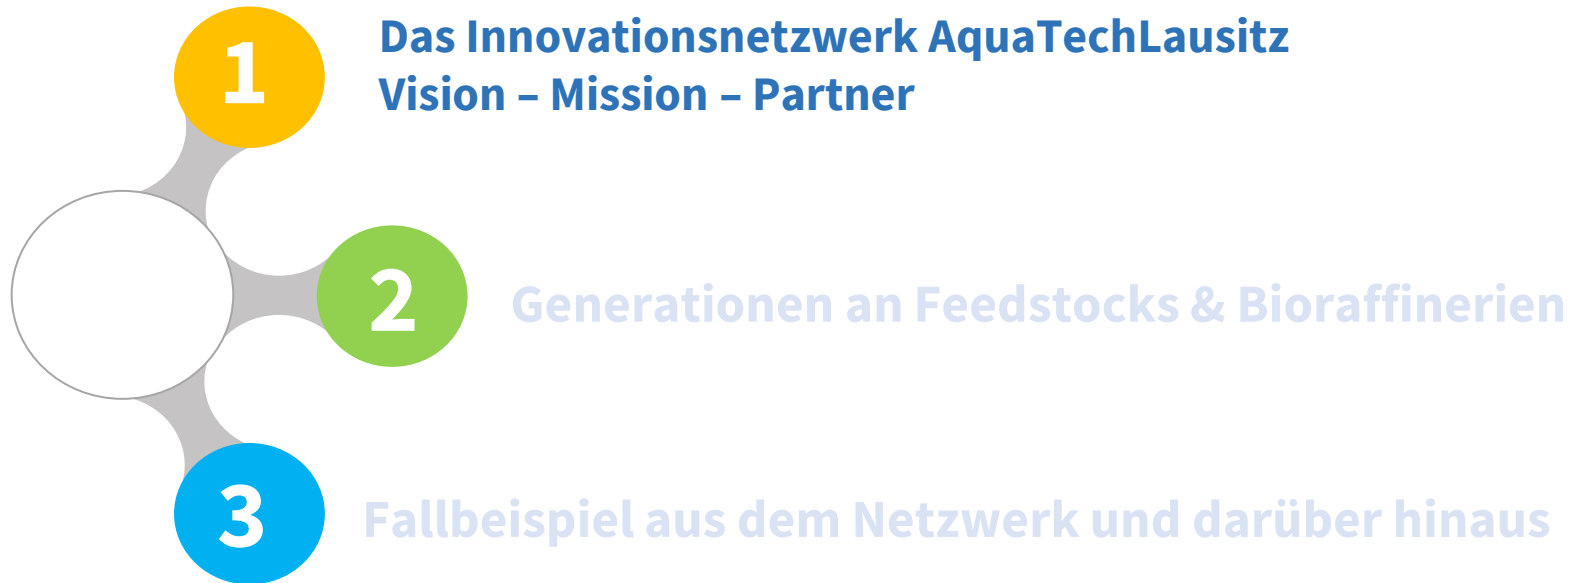 1
Das Innovationsnetzwerk AquaTechLausitz
Vision – Mission – Partner
2
Generationen an Feedstocks & Bioraffinerien
3
Fallbeispiel aus dem Netzwerk und darüber hinaus